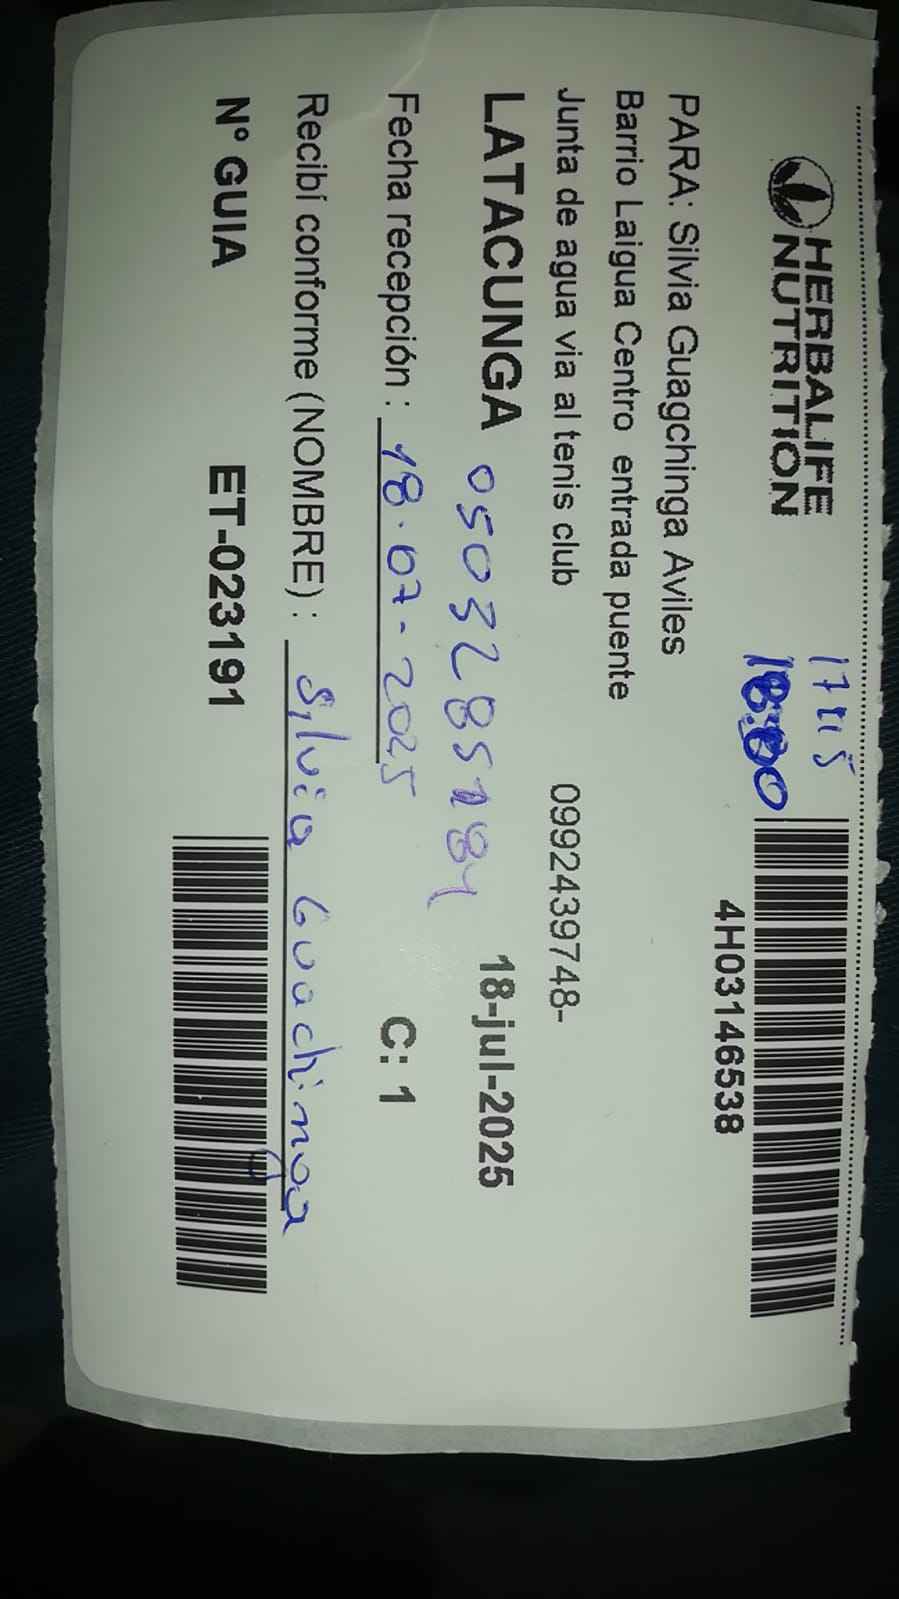 HERBALIFE
NUTRITION
17h15
4H03146538
PARA: Silvia Guagchinga Aviles
Barrio Laigua Centro entrada puente
Junta de agua via al tenis club 0992439748-
LATACUNGA 0503285184 18-jul-2025
Fecha recepción : 18-07-2025 C: 1
Recibí conforme (NOMBRE) : Silvia Guachinga
N° GUIA ET-023191